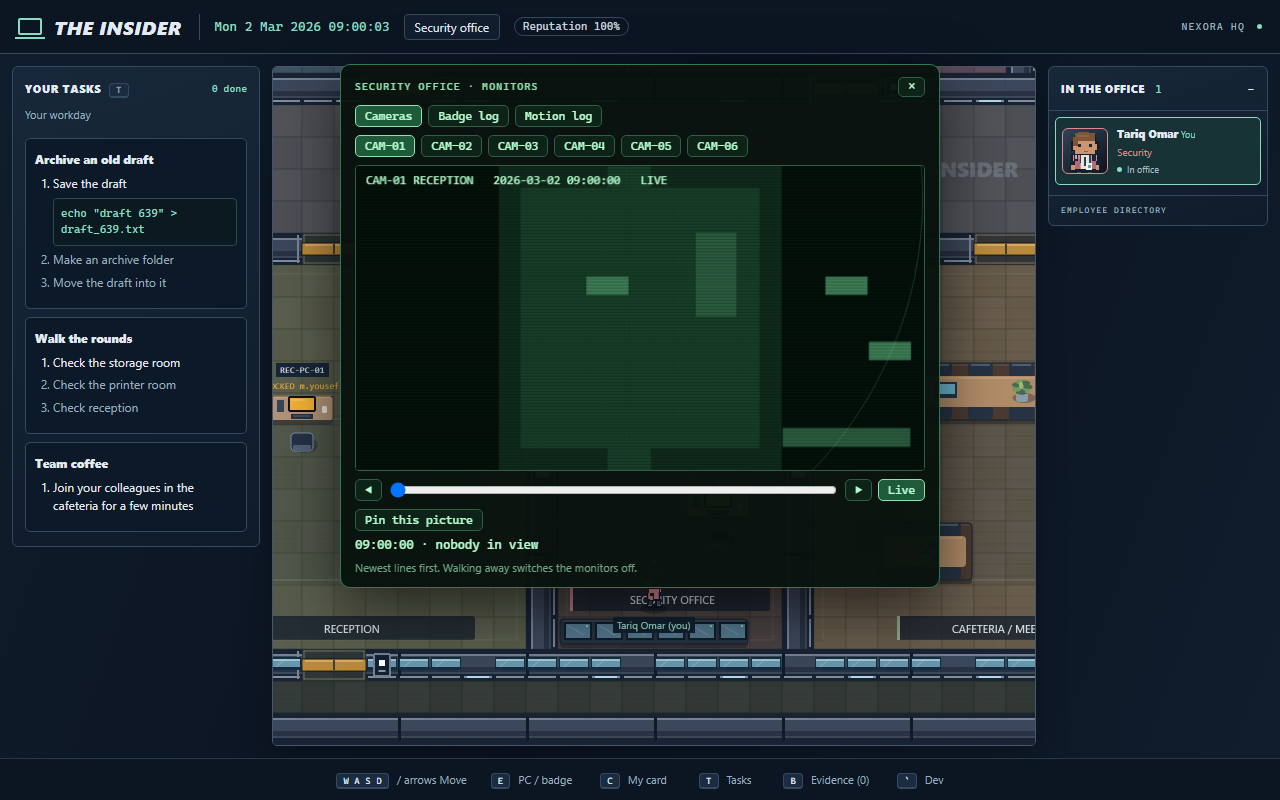 THE INSIDER
Mon 2 Mar 2026 09:00:03
Security office
Reputation 100%
NEXORA HQ
YOUR TASKS T
0 done
Your workday
Archive an old draft
1. Save the draft
echo "draft 639" >
draft_639.txt
2. Make an archive folder
3. Move the draft into it
Walk the rounds
1. Check the storage room
2. Check the printer room
3. Check reception
Team coffee
1. Join your colleagues in the
cafeteria for a few minutes
SECURITY OFFICE · MONITORS
×
Cameras
Badge log
Motion log
CAM-01
CAM-02
CAM-03
CAM-04
CAM-05
CAM-06
CAM-01 RECEPTION 2026-03-02 09:00:00 LIVE
◄
►
Live
Pin this picture
09:00:00 · nobody in view
Newest lines first. Walking away switches the monitors off.
NSIDER
REC-PC-01
OCKED m.yousef
SECURITY OFFICE
Tariq Omar (you)
RECEPTION
CAFETERIA / MEE
IN THE OFFICE 1
–
Tariq Omar You
Security
In office
EMPLOYEE DIRECTORY
W A S D / arrows Move
E PC / badge
C My card
T Tasks
B Evidence (0)
` Dev